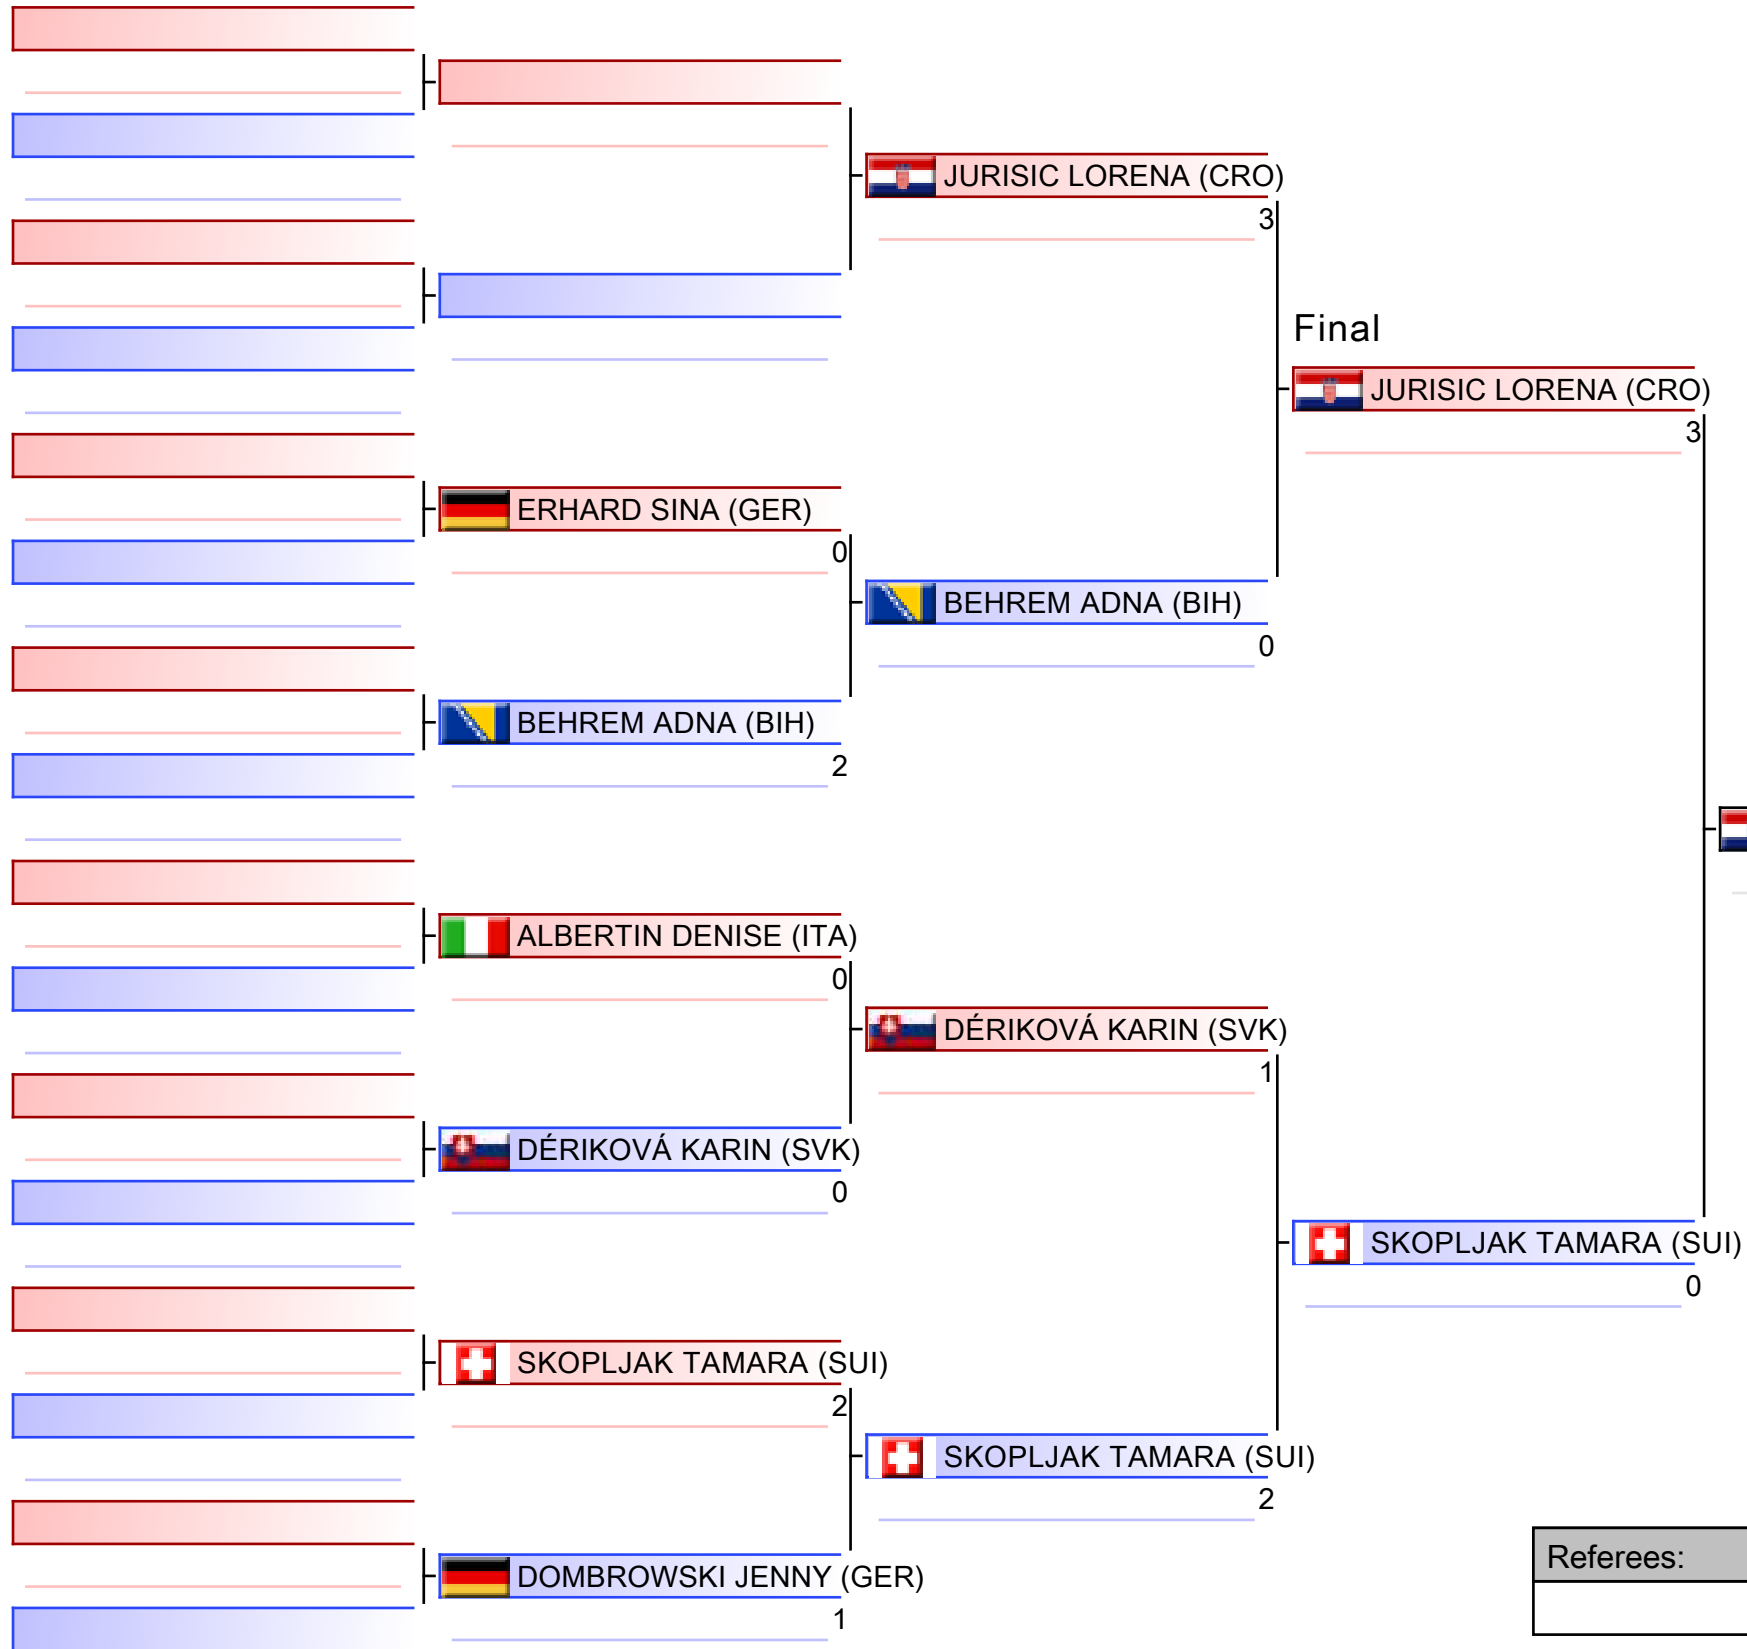 JURISIC LORENA (CRO)
3
Final
JURISIC LORENA (CRO)
3
ERHARD SINA (GER)
0
BEHREM ADNA (BIH)
0
BEHREM ADNA (BIH)
2
ALBERTIN DENISE (ITA)
0
DÉRIKOVÁ KARIN (SVK)
1
DÉRIKOVÁ KARIN (SVK)
0
SKOPLJAK TAMARA (SUI)
0
SKOPLJAK TAMARA (SUI)
2
SKOPLJAK TAMARA (SUI)
2
DOMBROWSKI JENNY (GER)
1
Referees: